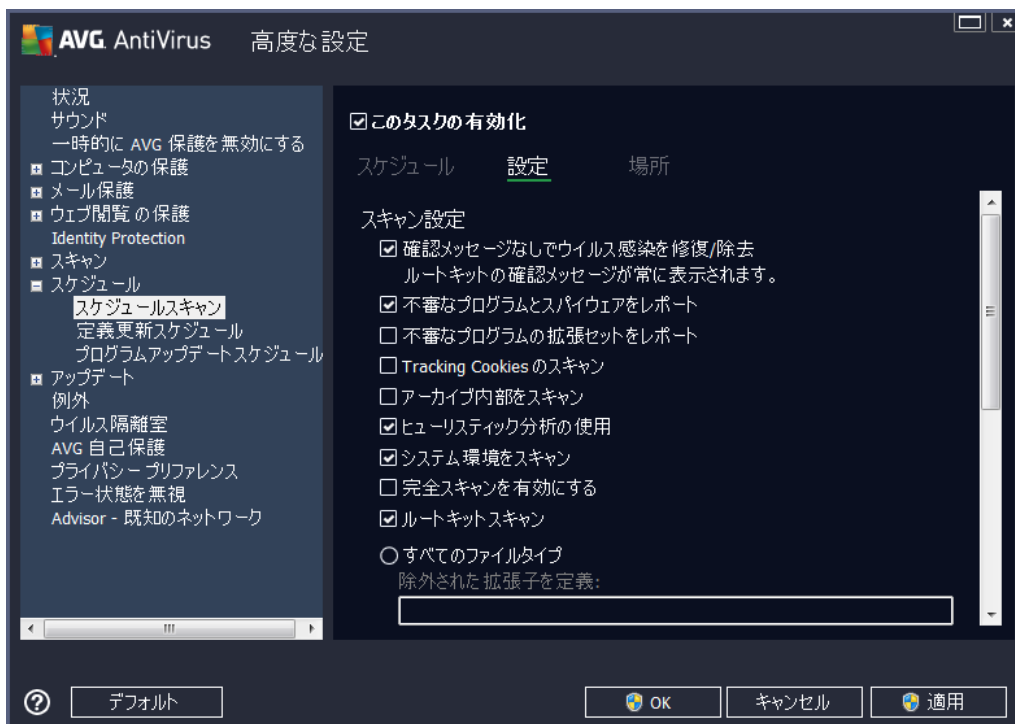 AVG AntiVirus 高度な設定
状況
サウンド
一時的に AVG 保護を無効にする
コンピュータの保護
メール保護
ウェブ閲覧 の保護
Identity Protection
スキャン
スケジュール
スケジュールスキャン
定義更新スケジュール
プログラムアップデートスケジュール
アップデート
例外
ウイルス隔離室
AVG 自己保護
プライバシー プリファレンス
エラー状態を無視
Advisor - 既知のネットワーク
このタスクの有効化
スケジュール 設定 場所
スキャン設定
確認メッセージなしでウイルス感染を修復/除去
ルートキットの確認メッセージが常に表示されます。
不審なプログラムとスパイウェアをレポート
不審なプログラムの拡張セットをレポート
Tracking Cookies のスキャン
アーカイブ内部をスキャン
ヒューリスティック分析の使用
システム環境をスキャン
完全スキャンを有効にする
ルートキットスキャン
すべてのファイルタイプ
除外された拡張子を定義:
デフォルト OK キャンセル 適用